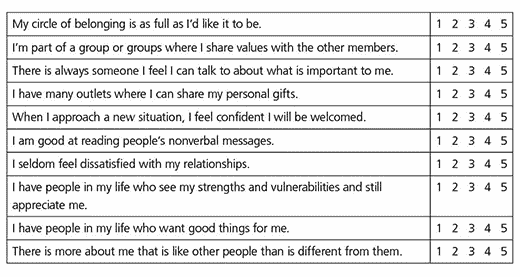 My circle of belonging is as full as I'd like it to be. 1 2 3 4 5
I'm part of a group or groups where I share values with the other members. 1 2 3 4 5
There is always someone I feel I can talk to about what is important to me. 1 2 3 4 5
I have many outlets where I can share my personal gifts. 1 2 3 4 5
When I approach a new situation, I feel confident I will be welcomed. 1 2 3 4 5
I am good at reading people's nonverbal messages. 1 2 3 4 5
I seldom feel dissatisfied with my relationships. 1 2 3 4 5
I have people in my life who see my strengths and vulnerabilities and still 1 2 3 4 5
appreciate me.
I have people in my life who want good things for me. 1 2 3 4 5
There is more about me that is like other people than is different from them. 1 2 3 4 5